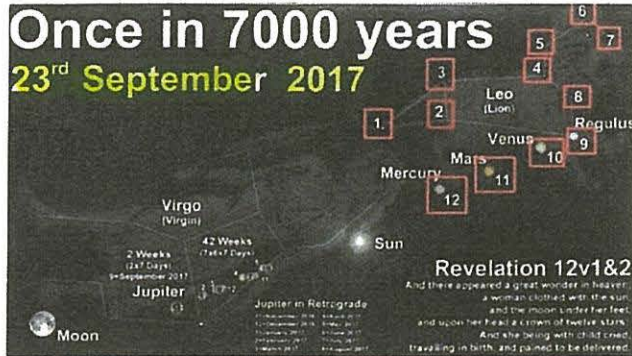 Once in 7000 years
23rd September 2017
6
5
7
3
4
Leo
(Lion)
8
2
1
Regulus
Venus
9
10
Mars
Mercury
11
12
Virgo
(Virgin)
Sun
2 Weeks
(2x7 Days)
42 Weeks
September 2017
Jupiter
Moon
Jupiter in Retrograde
Revelation 12v1&2
And there appeared a great wonder in heaven;
a woman clothed with the sun,
and the moon under her feet,
and upon her head a crown of twelve stars:
And she being with child cried,
travailing in birth, and pained to be delivered.